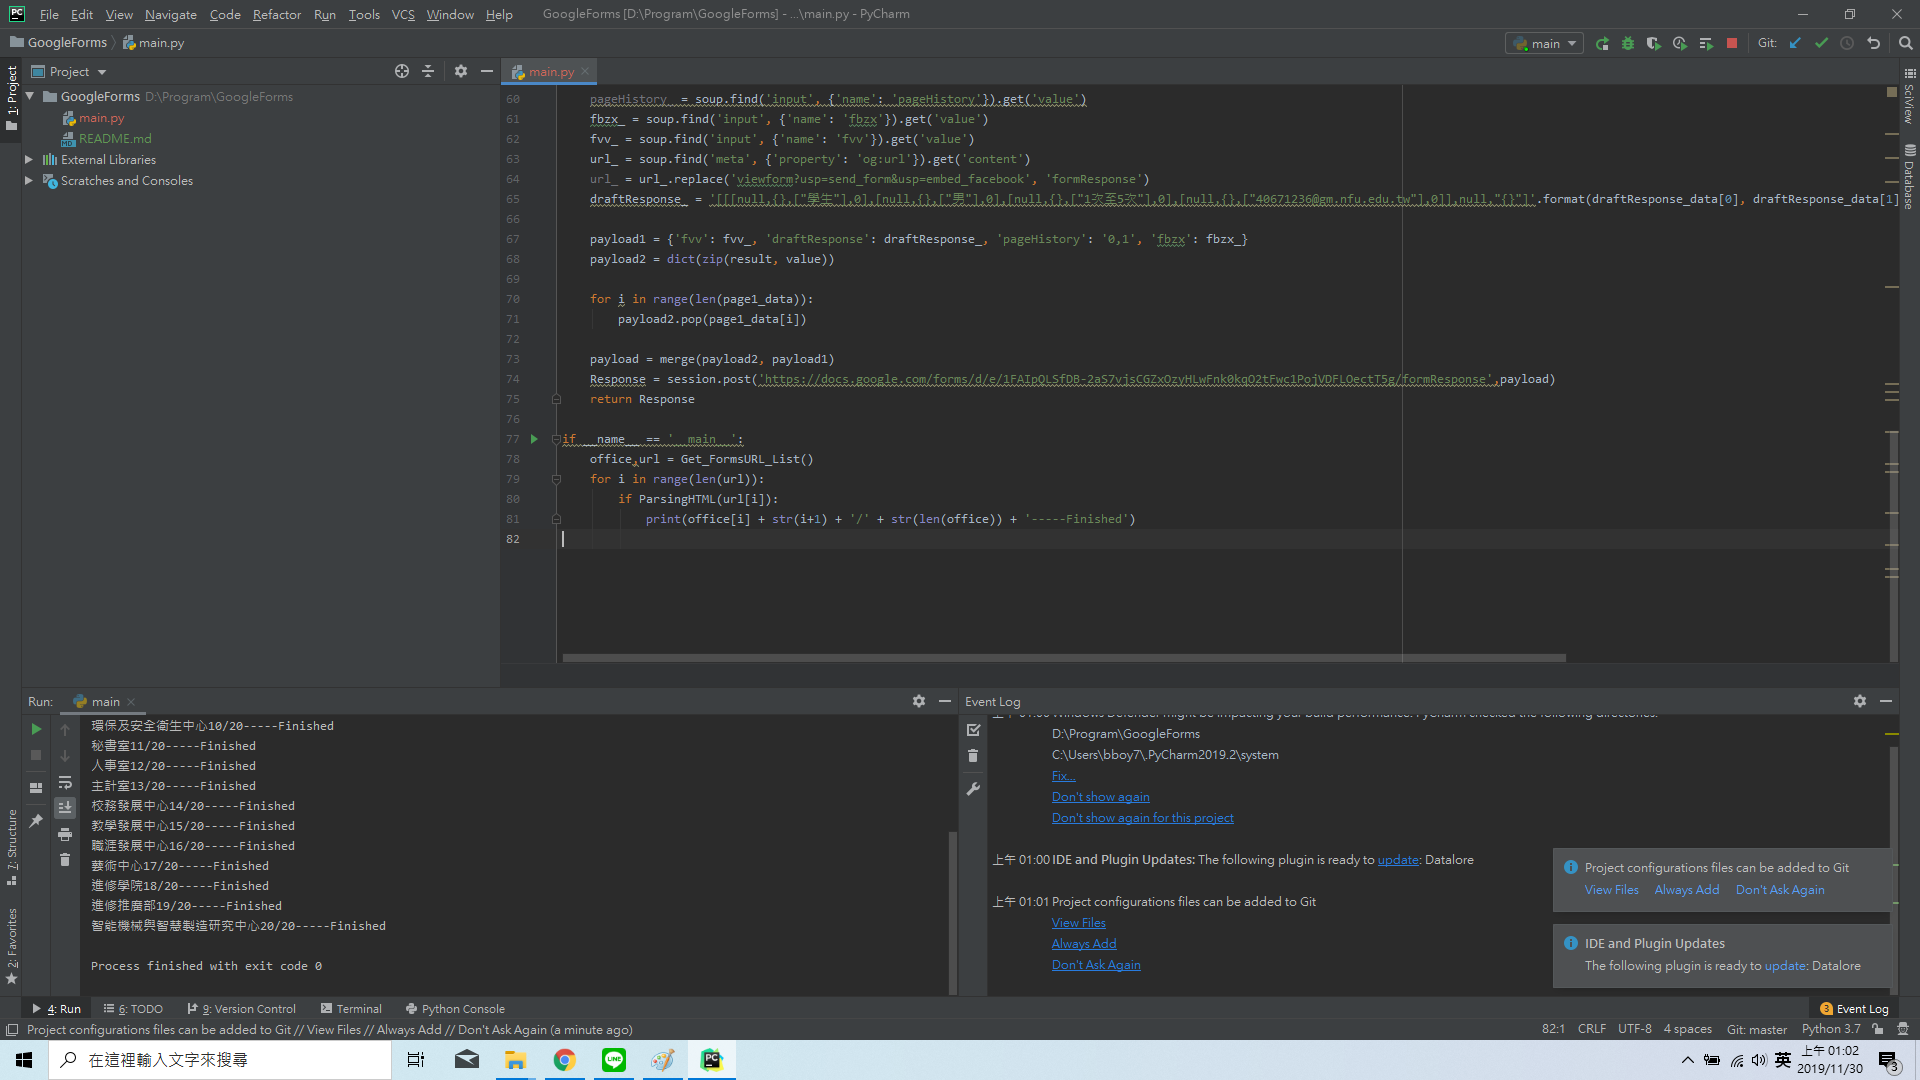 File Edit View Navigate Code Refactor Run Tools VCS Window Help GoogleForms [D:\Program\GoogleForms] - ...\main.py - PyCharm
GoogleForms main.py
main Git:
Project
main.py
1: Project
GoogleForms D:\Program\GoogleForms
main.py
README.md
External Libraries
Scratches and Consoles
SciView
Database
60 pageHistory_ = soup.find('input', {'name': 'pageHistory'}).get('value')
61 fbzx_ = soup.find('input', {'name': 'fbzx'}).get('value')
62 fvv_ = soup.find('input', {'name': 'fvv'}).get('value')
63 url_ = soup.find('meta', {'property': 'og:url'}).get('content')
64 url_ = url_.replace('viewform?usp=send_form&usp=embed_facebook', 'formResponse')
65 draftResponse_ = '[[[null,{},["學生"],0],[null,{},["男"],0],[null,{},["1次至5次"],0],[null,{},["40671236@gm.nfu.edu.tw"],0]],null,"{}"]'.format(draftResponse_data[0], draftResponse_data[1]
66
67 payload1 = {'fvv': fvv_, 'draftResponse': draftResponse_, 'pageHistory': '0,1', 'fbzx': fbzx_}
68 payload2 = dict(zip(result, value))
69
70 for i in range(len(page1_data)):
71 payload2.pop(page1_data[i])
72
73 payload = merge(payload2, payload1)
74 Response = session.post('https://docs.google.com/forms/d/e/1FAIpQLSfDB-2aS7vjsCGZxOzyHLwFnk0kqO2tFwc1PojVDFLOectT5g/formResponse',payload)
75 return Response
76
77 if __name__ == '__main__':
78 office,url = Get_FormsURL_List()
79 for i in range(len(url)):
80 if ParsingHTML(url[i]):
81 print(office[i] + str(i+1) + '/' + str(len(office)) + '-----Finished')
82
Run: main
環保及安全衛生中心10/20-----Finished
秘書室11/20-----Finished
人事室12/20-----Finished
主計室13/20-----Finished
校務發展中心14/20-----Finished
教學發展中心15/20-----Finished
職涯發展中心16/20-----Finished
藝術中心17/20-----Finished
進修學院18/20-----Finished
進修推廣部19/20-----Finished
智能機械與智慧製造研究中心20/20-----Finished
Process finished with exit code 0
7: Structure
2: Favorites
Event Log
上午 01:00 Windows Defender might be impacting your build performance. PyCharm checked the following directories:
D:\Program\GoogleForms
C:\Users\bboy7\.PyCharm2019.2\system
Fix...
Don't show again
Don't show again for this project
上午 01:00 IDE and Plugin Updates: The following plugin is ready to update: Datalore
上午 01:01 Project configurations files can be added to Git
View Files
Always Add
Don't Ask Again
Project configurations files can be added to Git
View Files Always Add Don't Ask Again
IDE and Plugin Updates
The following plugin is ready to update: Datalore
4: Run 6: TODO 9: Version Control Terminal Python Console 3 Event Log
Project configurations files can be added to Git // View Files // Always Add // Don't Ask Again (a minute ago) 82:1 CRLF UTF-8 4 spaces Git: master Python 3.7
在這裡輸入文字來搜尋
英
上午 01:02
2019/11/30
3